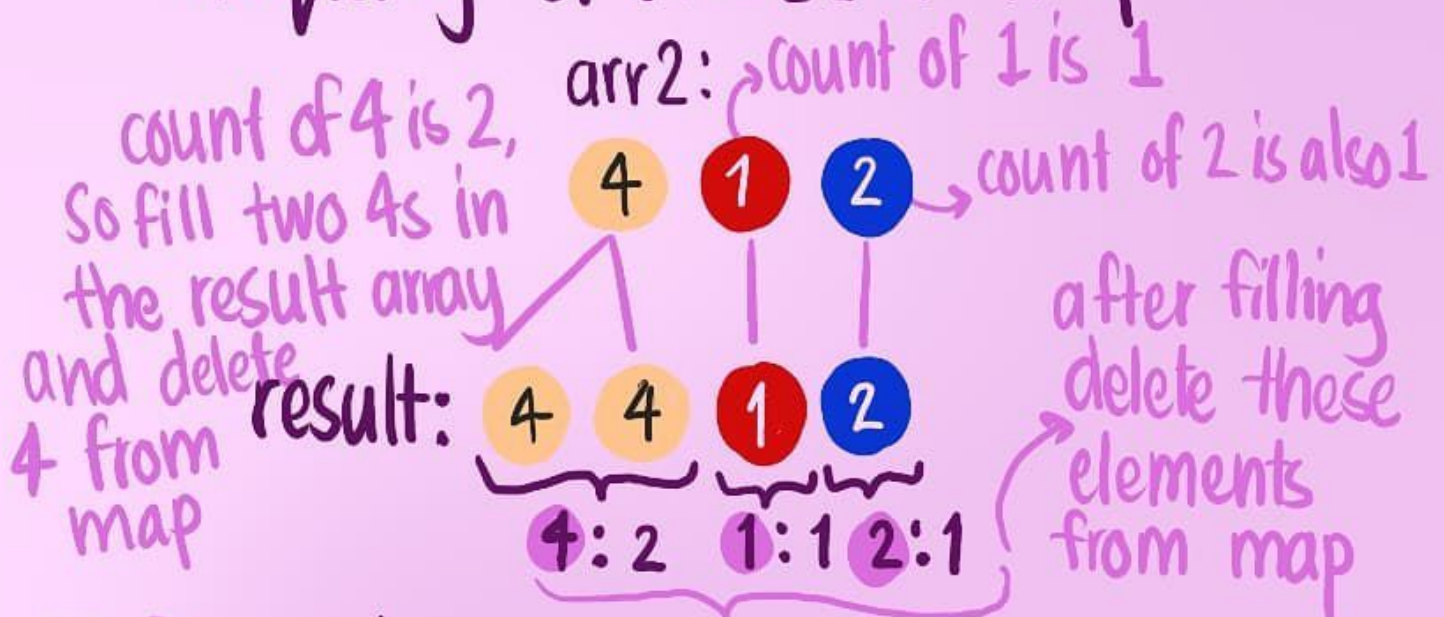 arr2:
count of 1 is 1
count of 4 is 2,
So fill two 4s in
the result array
and delete
4 from
map
4 1 2
count of 2 is also 1
result:
4 4 1 2
4:2 1:1 2:1
after filling
delete these
elements
from map